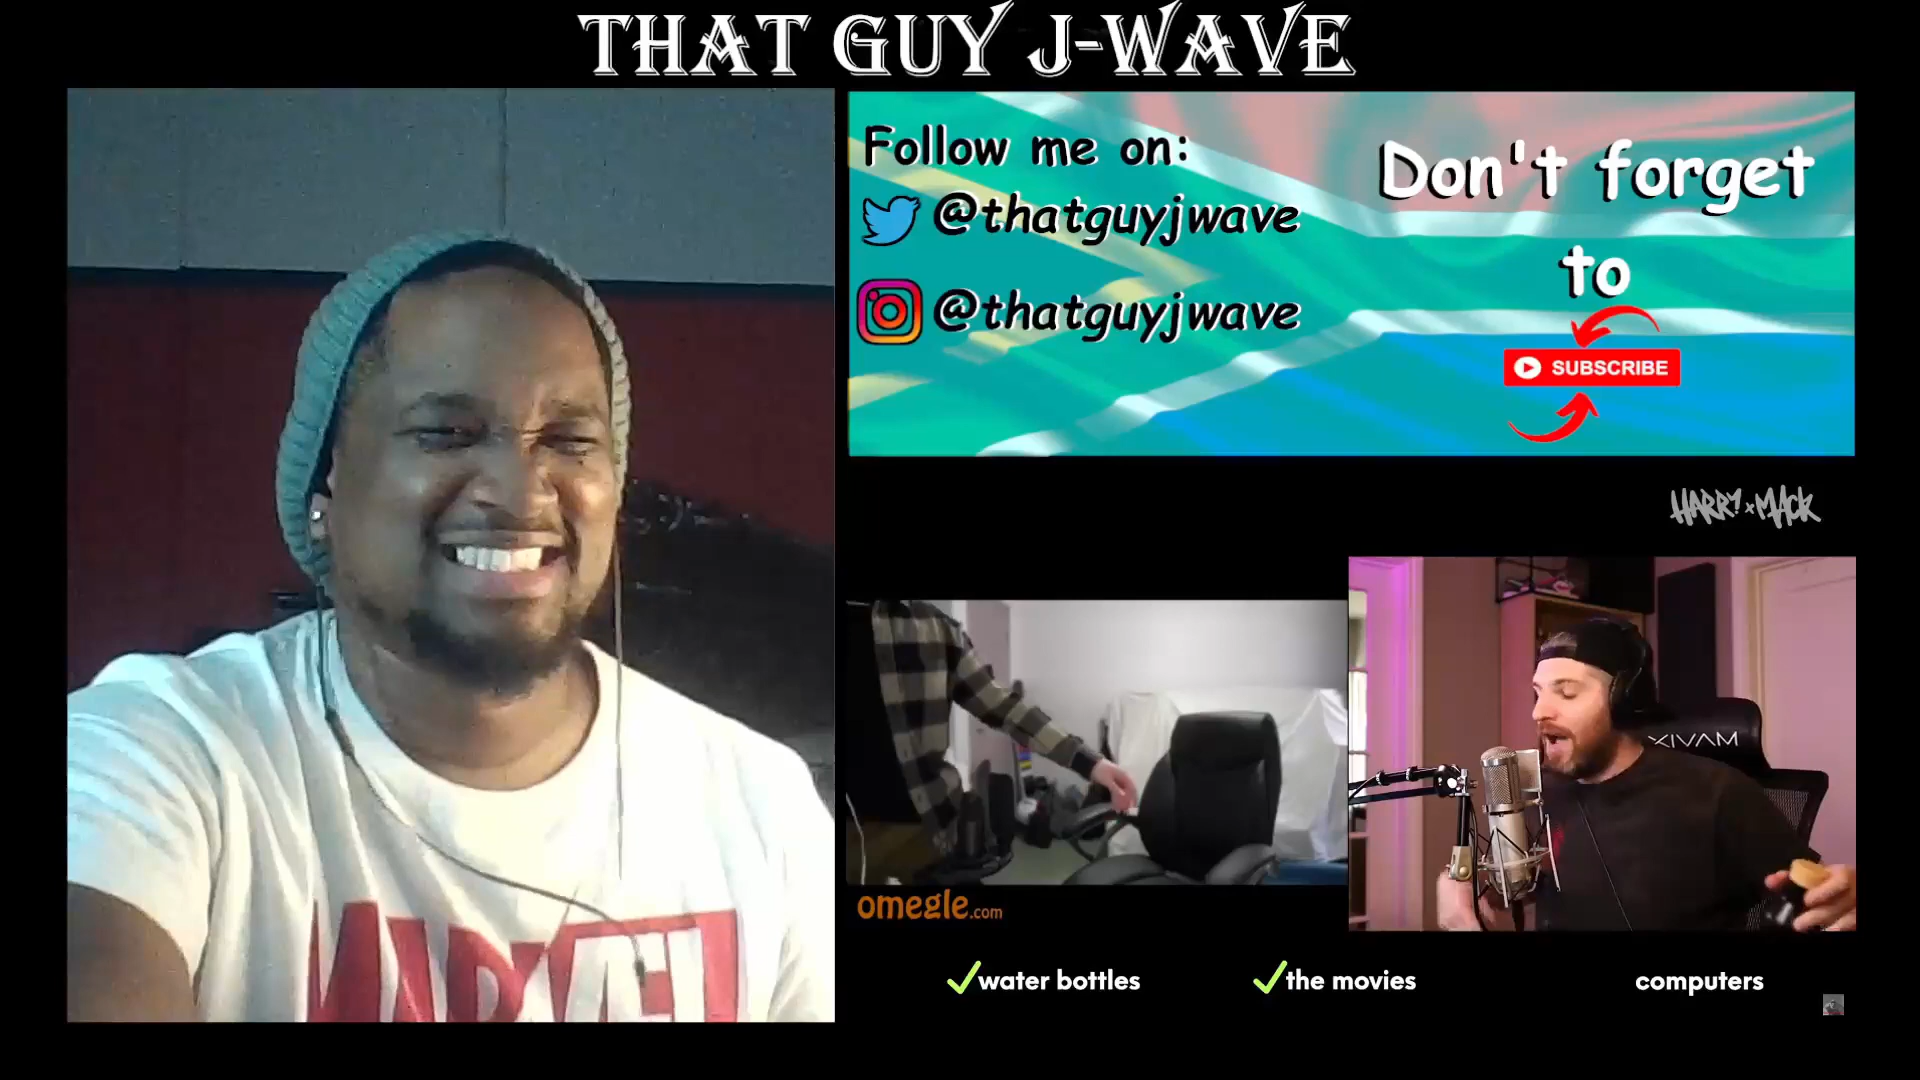 THAT GUY J-WAVE
Follow me on:
@thatguyjwave
@thatguyjwave
Don't forget
to
SUBSCRIBE
HARRY MACK
MARVEL
XIVAM
omegle.com
water bottles
the movies
computers